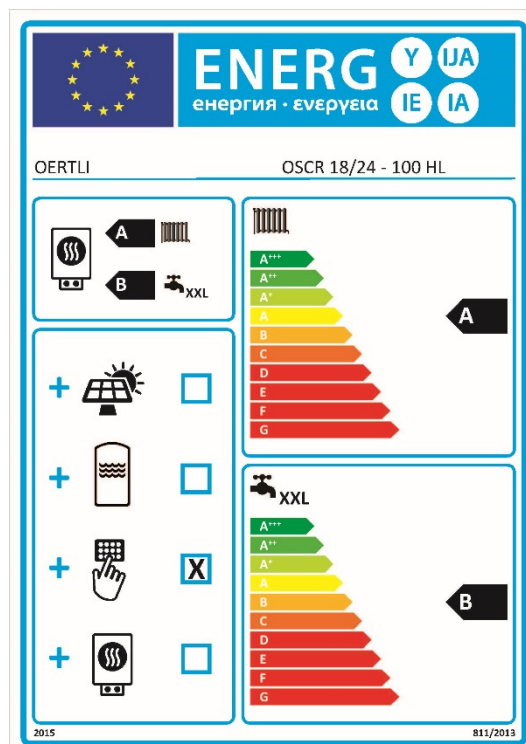 ENERG Y IJA
IE IA
енергия · ενεργεια
OERTLI OSCR 18/24 - 100 HL
A
B XXL
A+++
A++
A+
A
B
C
D
E
F
G
A
+
+
+ X
+
XXL
A+++
A++
A+
A
B
C
D
E
F
G
B
2015 811/2013